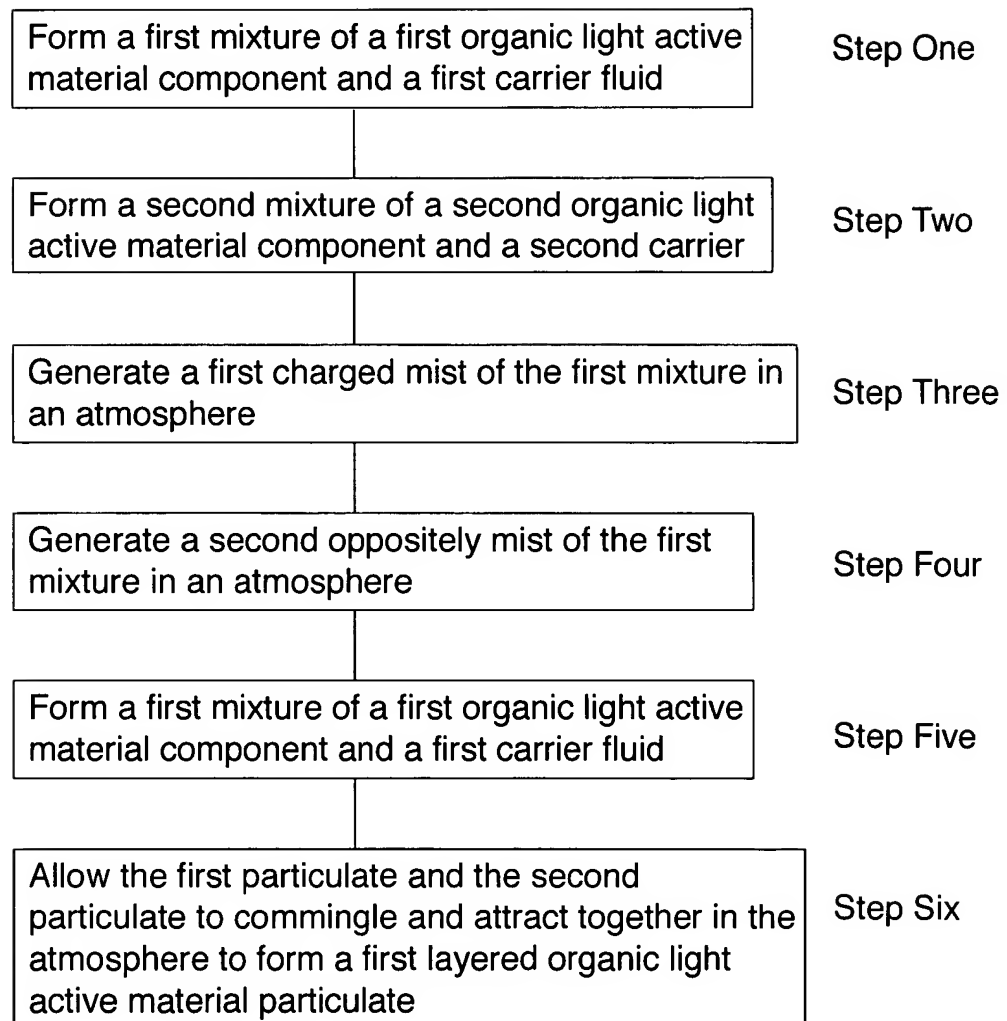 Form a first mixture of a first organic light active
material component and a first carrier fluid
Step One
Form a second mixture of a second organic light
active material component and a second carrier
Step Two
Generate a first charged mist of the first mixture in
an atmosphere
Step Three
Generate a second oppositely mist of the first
mixture in an atmosphere
Step Four
Form a first mixture of a first organic light active
material component and a first carrier fluid
Step Five
Allow the first particulate and the second
particulate to commingle and attract together in the
atmosphere to form a first layered organic light
active material particulate
Step Six